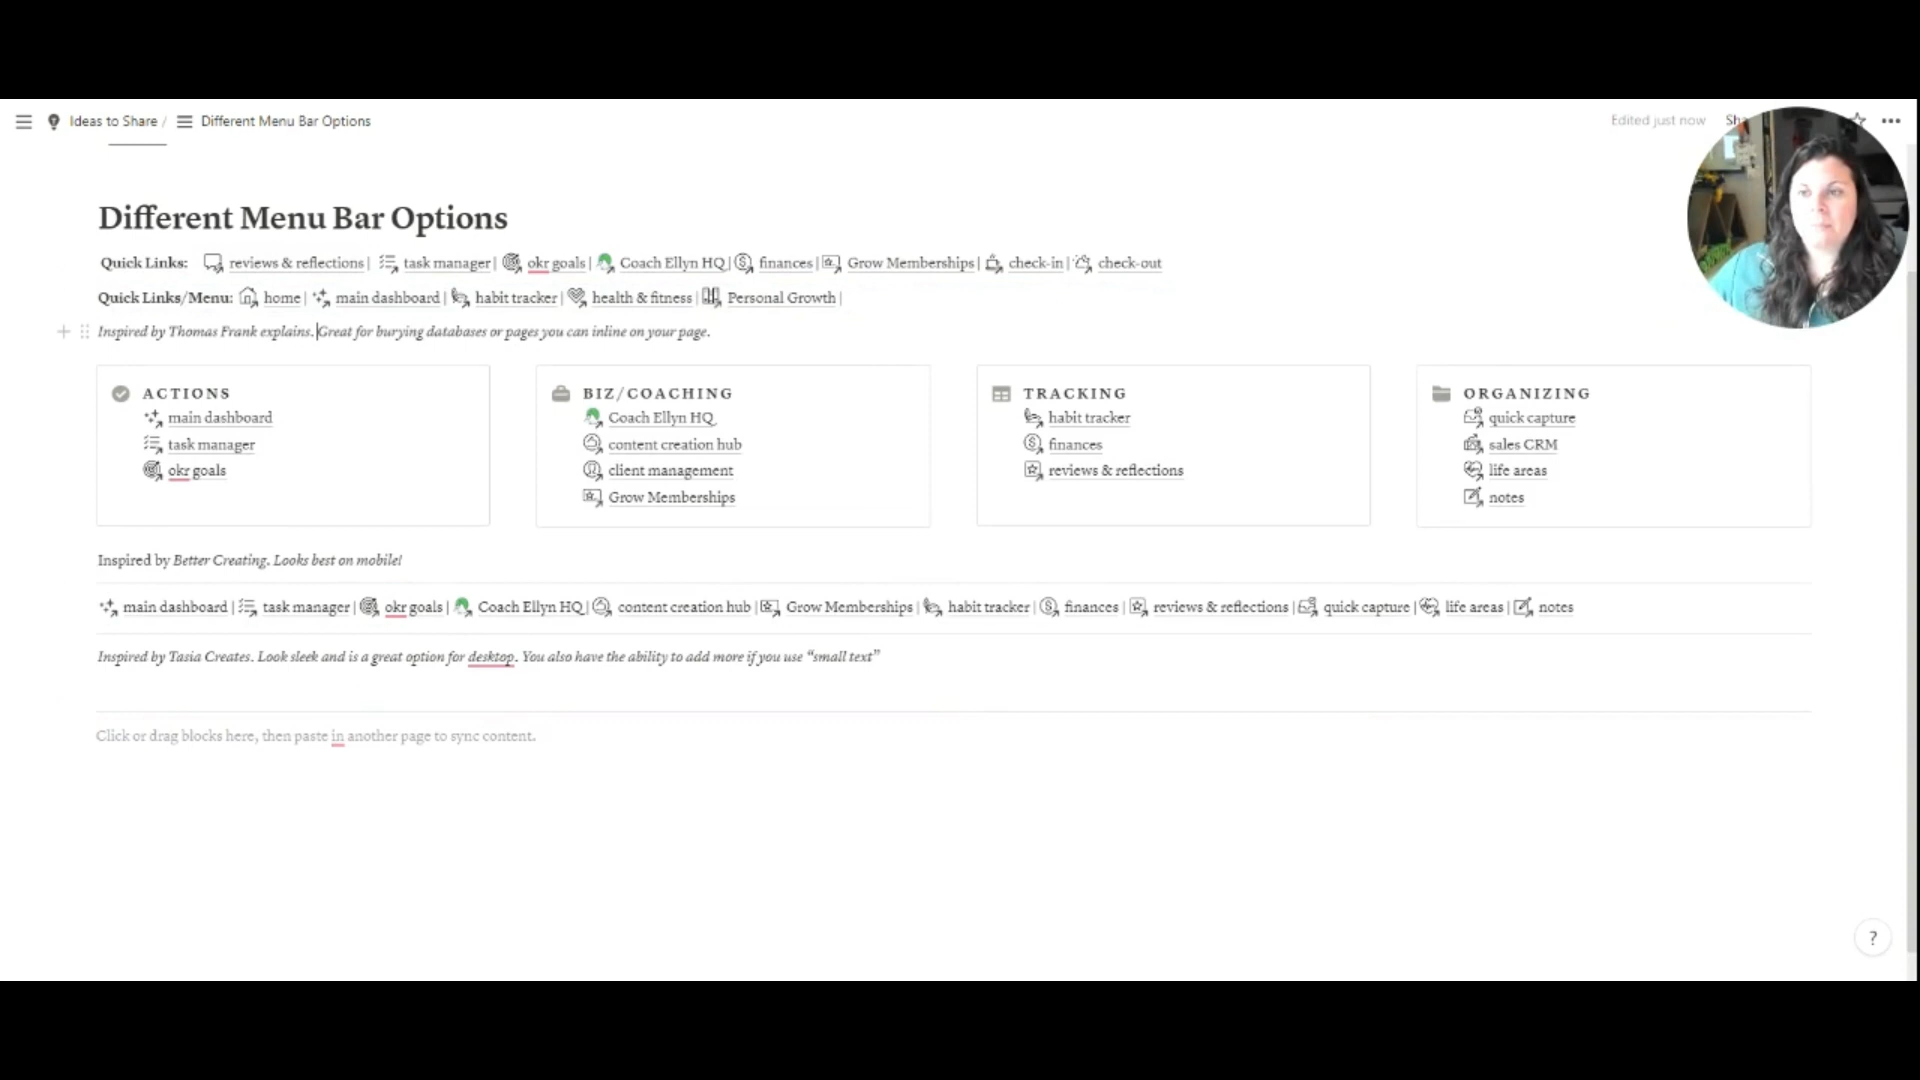 Ideas to Share / Different Menu Bar Options
Edited just now
Different Menu Bar Options
Quick Links: reviews & reflections | task manager | okr goals | Coach Ellyn HQ | finances | Grow Memberships | check-in | check-out
Quick Links/Menu: home | main dashboard | habit tracker | health & fitness | Personal Growth |
Inspired by Thomas Frank explains. Great for burying databases or pages you can inline on your page.
ACTIONS
main dashboard
task manager
okr goals
BIZ/COACHING
Coach Ellyn HQ
content creation hub
client management
Grow Memberships
TRACKING
habit tracker
finances
reviews & reflections
ORGANIZING
quick capture
sales CRM
life areas
notes
Inspired by Better Creating. Looks best on mobile!
main dashboard | task manager | okr goals | Coach Ellyn HQ | content creation hub | Grow Memberships | habit tracker | finances | reviews & reflections | quick capture | life areas | notes
Inspired by Tasia Creates. Look sleek and is a great option for desktop. You also have the ability to add more if you use “small text”
Click or drag blocks here, then paste in another page to sync content.
?